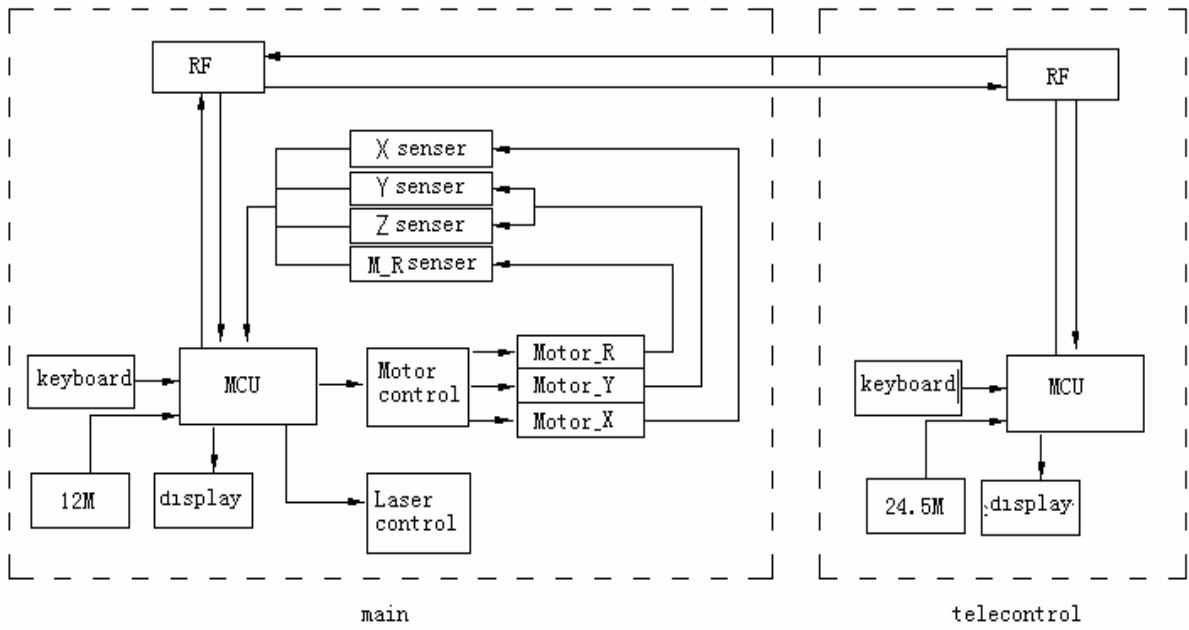 RF
RF
X senser
Y senser
Z senser
M_R senser
keyboard
MCU
Motor
control
Motor_R
Motor_Y
Motor_X
keyboard
MCU
12M
display
Laser
control
24.5M
display
main
telecontrol